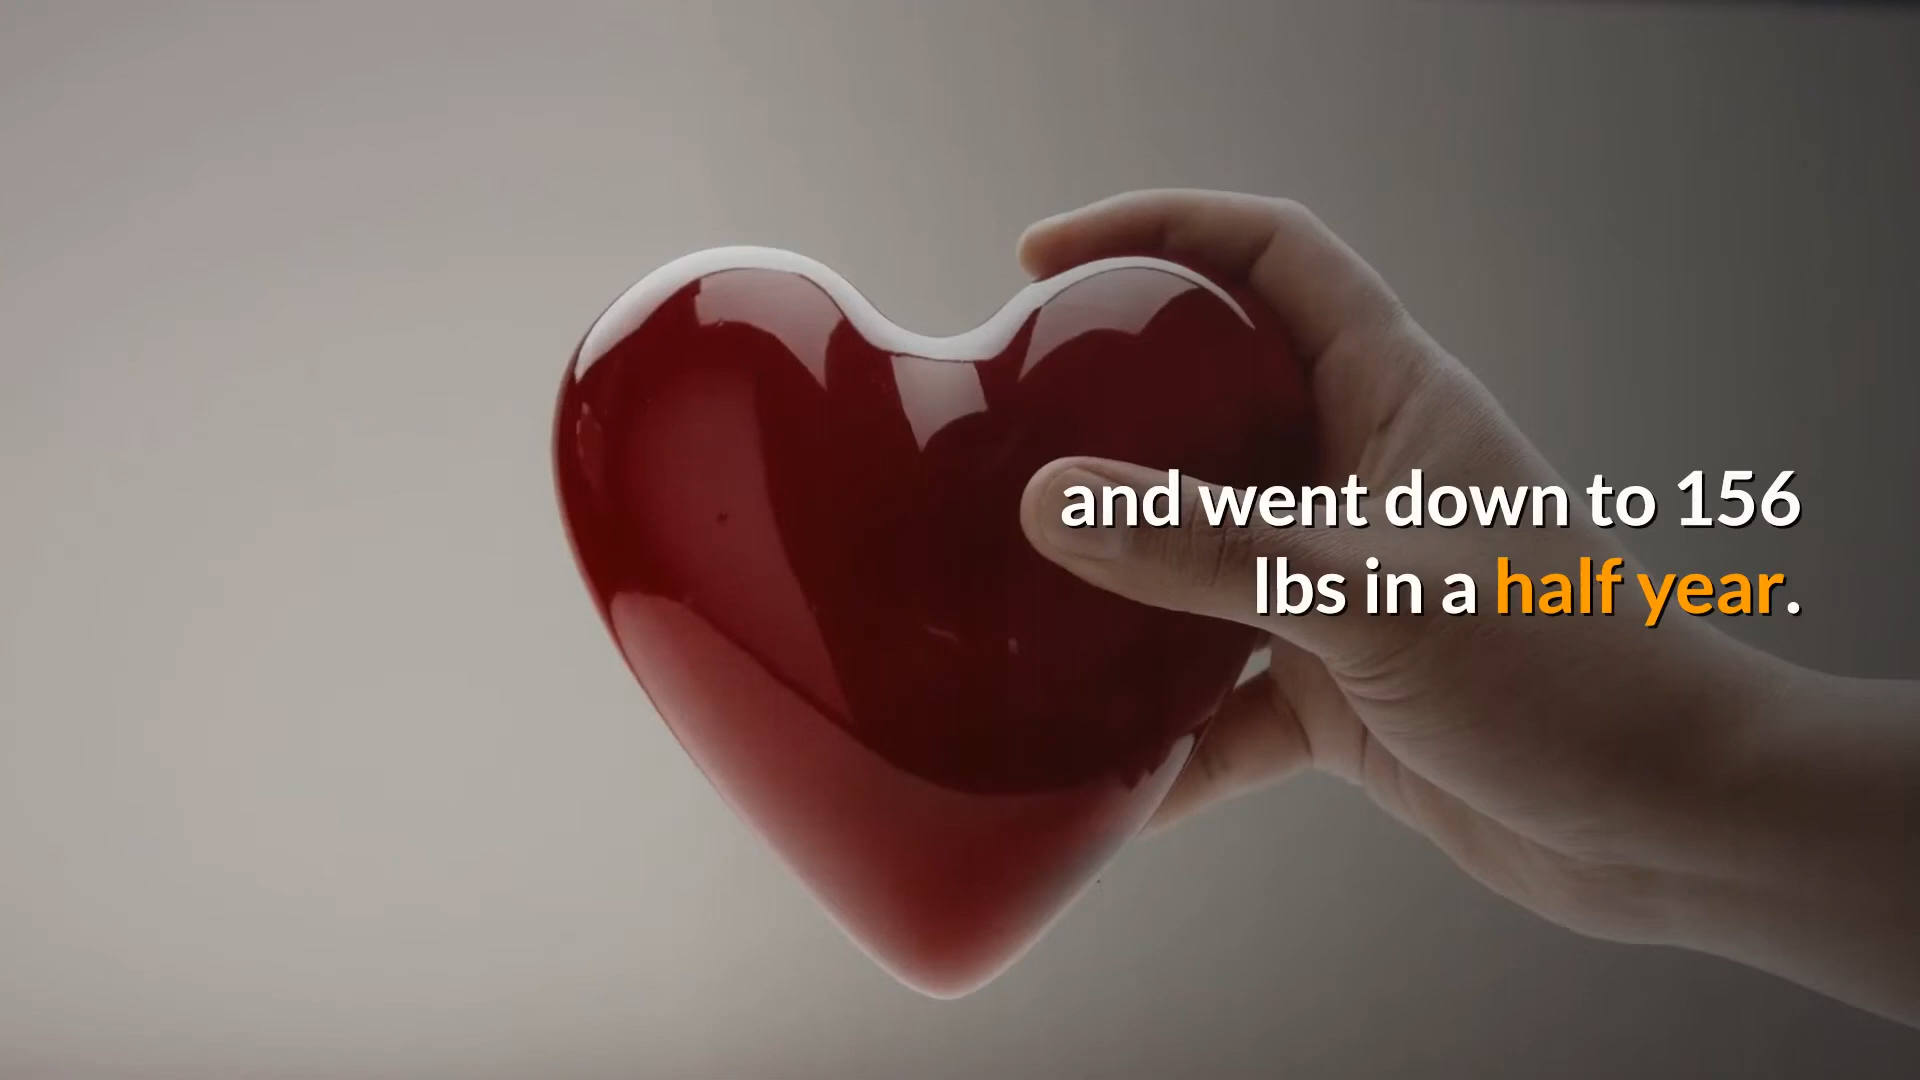 and went down to 156
lbs in a half year.